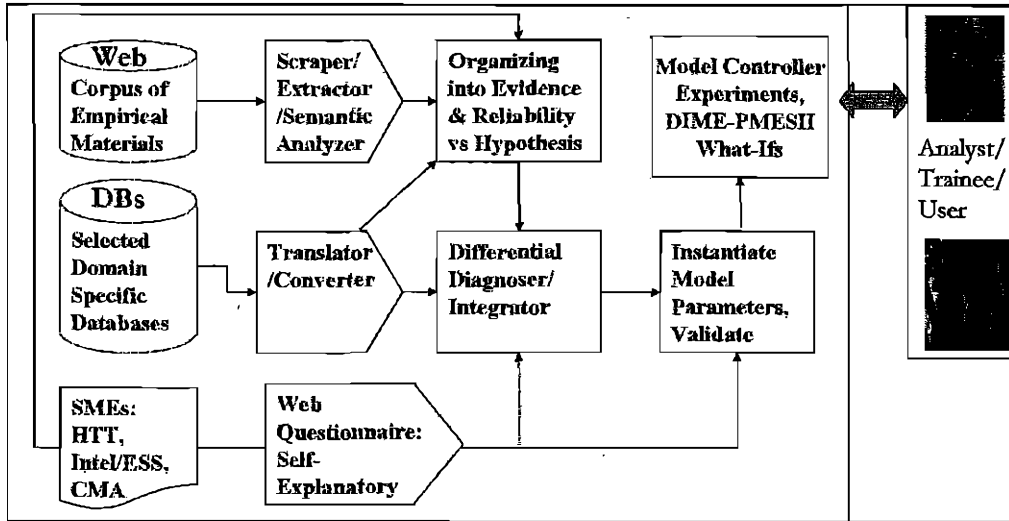 Web
Corpus of
Empirical
Materials
Scraper/
Extractor
/Semantic
Analyzer
Organizing
into Evidence
& Reliability
vs Hypothesis
Model Controller
Experiments,
DIME-PMESII
What-Ifs
Analyst/
Trainee/
User
DBs
Selected
Domain
Specific
Databases
Translator
/Converter
Differential
Diagnoser/
Integrator
Instantiate
Model
Parameters,
Validate
SMEs:
HTT,
Intel/ESS,
CMA
Web
Questionnaire:
Self-
Explanatory